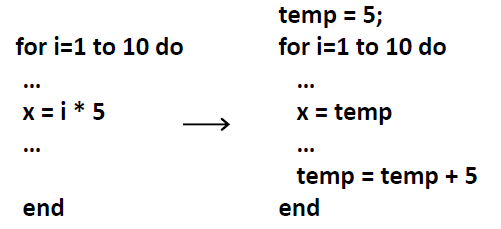 for i=1 to 10 do
...
x = i * 5
...
end
temp = 5;
for i=1 to 10 do
...
x = temp
...
temp = temp + 5
end